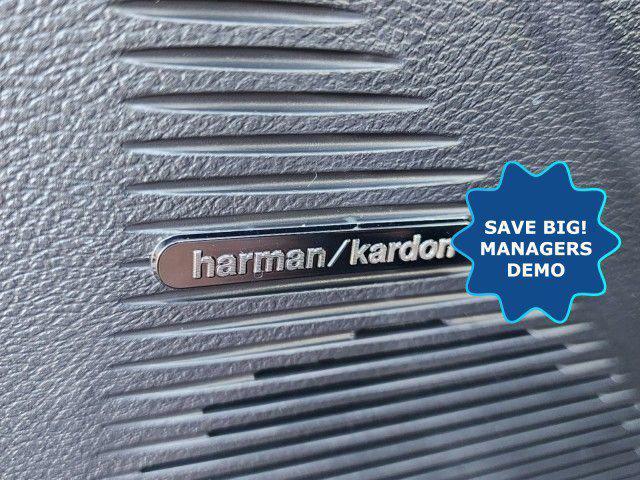 harman/kardon
SAVE BIG!
MANAGERS
DEMO